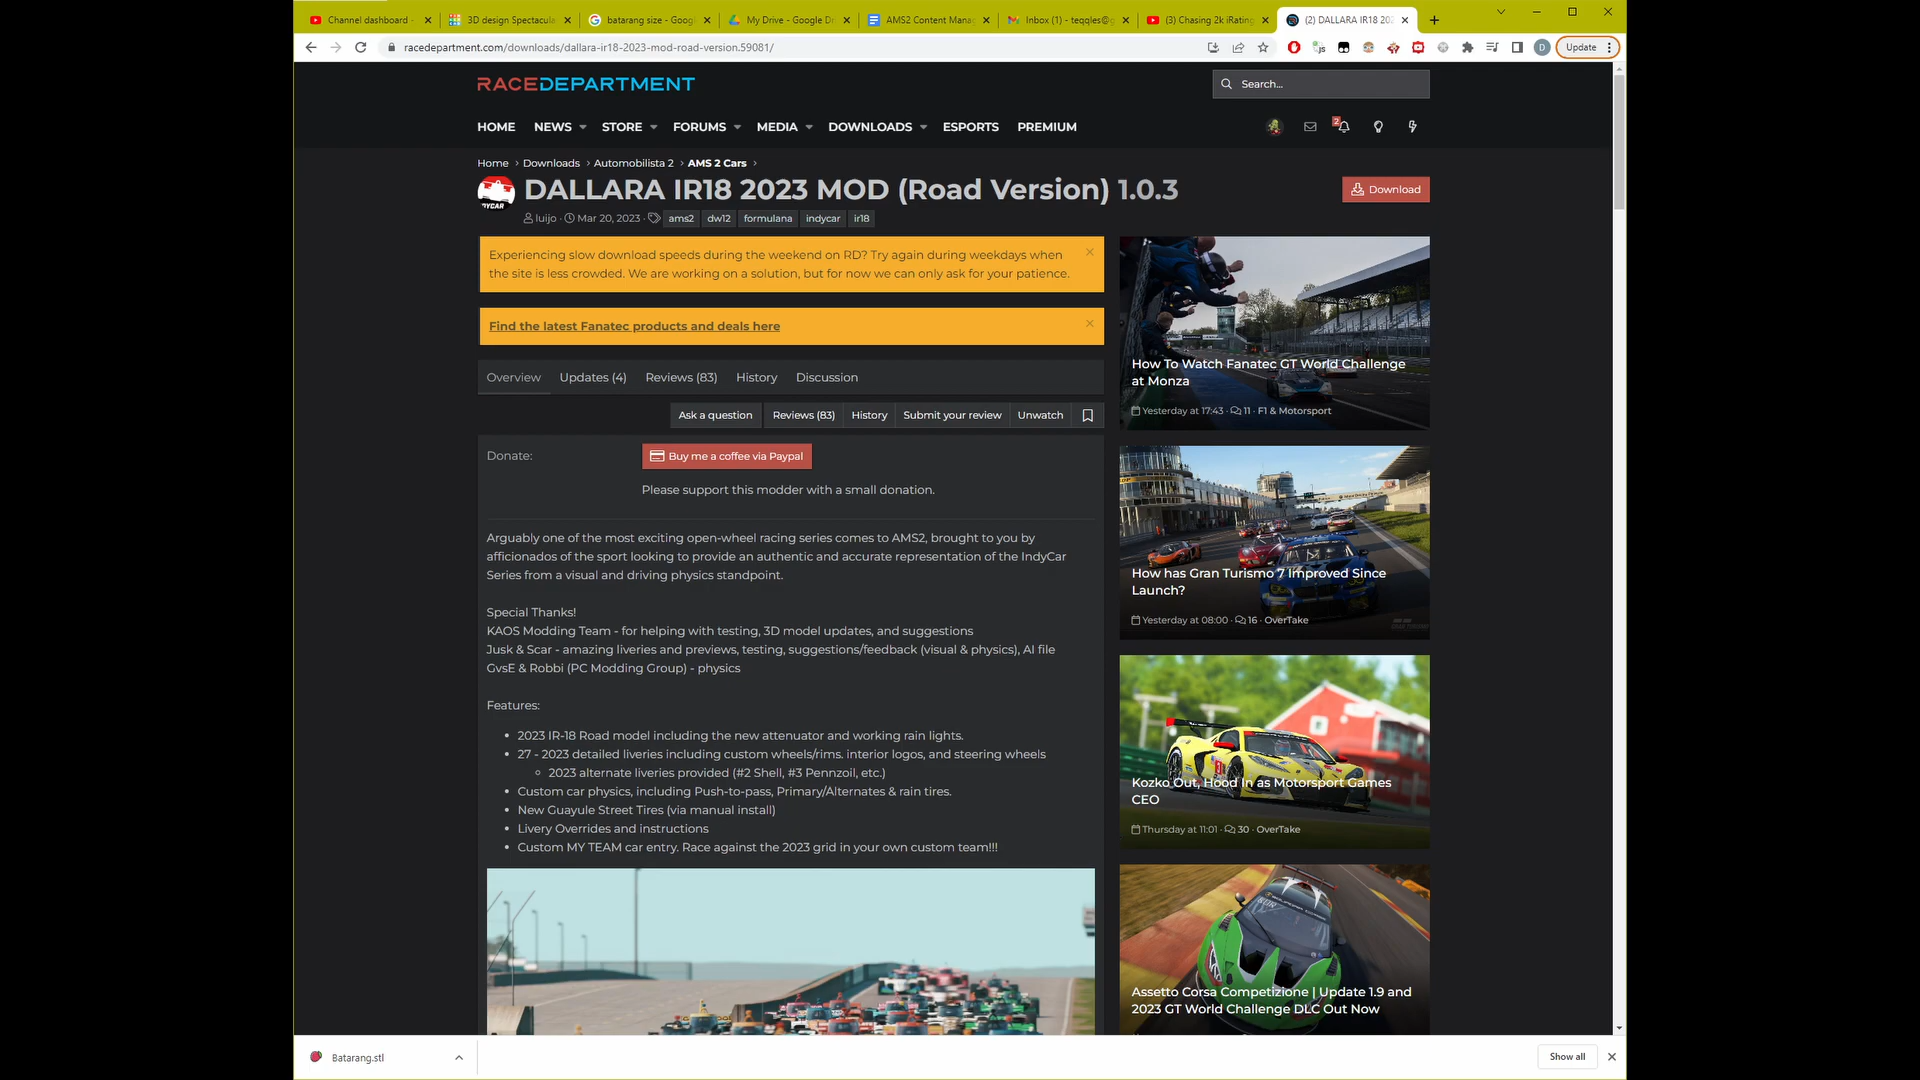 Channel dashboard -
3D design Spectacula
batarang size - Goog
My Drive - Google D
AMS2 Content Mana
Inbox (1) - teqqles@g
(3) Chasing 2k iRating
(2) DALLARA IR18 202
racedepartment.com/downloads/dallara-ir18-2023-mod-road-version.59081/
D
Update
RACEDEPARTMENT
Search...
HOME NEWS STORE FORUMS MEDIA DOWNLOADS ESPORTS PREMIUM
2
Home › Downloads › Automobilista 2 › AMS 2 Cars ›
DALLARA IR18 2023 MOD (Road Version) 1.0.3
Download
luijo · Mar 20, 2023 · ams2 dw12 formulana indycar ir18
Experiencing slow download speeds during the weekend on RD? Try again during weekdays when
the site is less crowded. We are working on a solution, but for now we can only ask for your patience.
Find the latest Fanatec products and deals here
Overview Updates (4) Reviews (83) History Discussion
Ask a question Reviews (83) History Submit your review Unwatch
Donate:
Buy me a coffee via Paypal
Please support this modder with a small donation.
Arguably one of the most exciting open-wheel racing series comes to AMS2, brought to you by
afficionados of the sport looking to provide an authentic and accurate representation of the IndyCar
Series from a visual and driving physics standpoint.
Special Thanks!
KAOS Modding Team - for helping with testing, 3D model updates, and suggestions
Jusk & Scar - amazing liveries and previews, testing, suggestions/feedback (visual & physics), AI file
GvsE & Robbi (PC Modding Group) - physics
Features:
• 2023 IR-18 Road model including the new attenuator and working rain lights.
• 27 - 2023 detailed liveries including custom wheels/rims. interior logos, and steering wheels
◦ 2023 alternate liveries provided (#2 Shell, #3 Pennzoil, etc.)
• Custom car physics, including Push-to-pass, Primary/Alternates & rain tires.
• New Guayule Street Tires (via manual install)
• Livery Overrides and instructions
• Custom MY TEAM car entry. Race against the 2023 grid in your own custom team!!!
How To Watch Fanatec GT World Challenge
at Monza
Yesterday at 17:43 · 11 · F1 & Motorsport
How has Gran Turismo 7 Improved Since
Launch?
Yesterday at 08:00 · 16 · OverTake
Kozko Out, Hood In as Motorsport Games
CEO
Thursday at 11:01 · 30 · OverTake
Assetto Corsa Competizione | Update 1.9 and
2023 GT World Challenge DLC Out Now
Batarang.stl
Show all